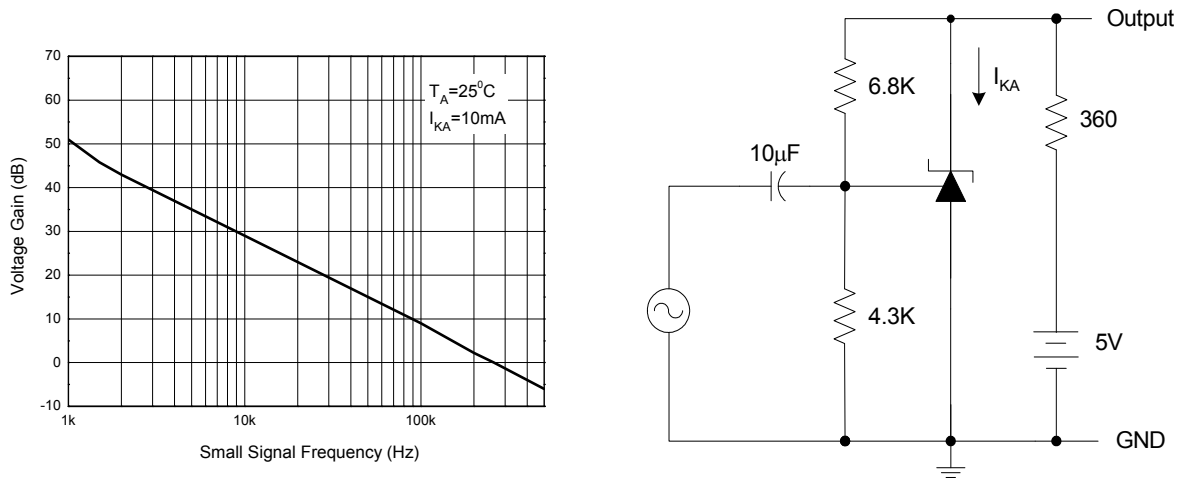 70
60
50
40
30
20
10
0
-10
Voltage Gain (dB)
T_A=25⁰C
I_KA=10mA
1k
10k
100k
Small Signal Frequency (Hz)
Output
6.8K
I_KA
360
10μF
4.3K
5V
GND